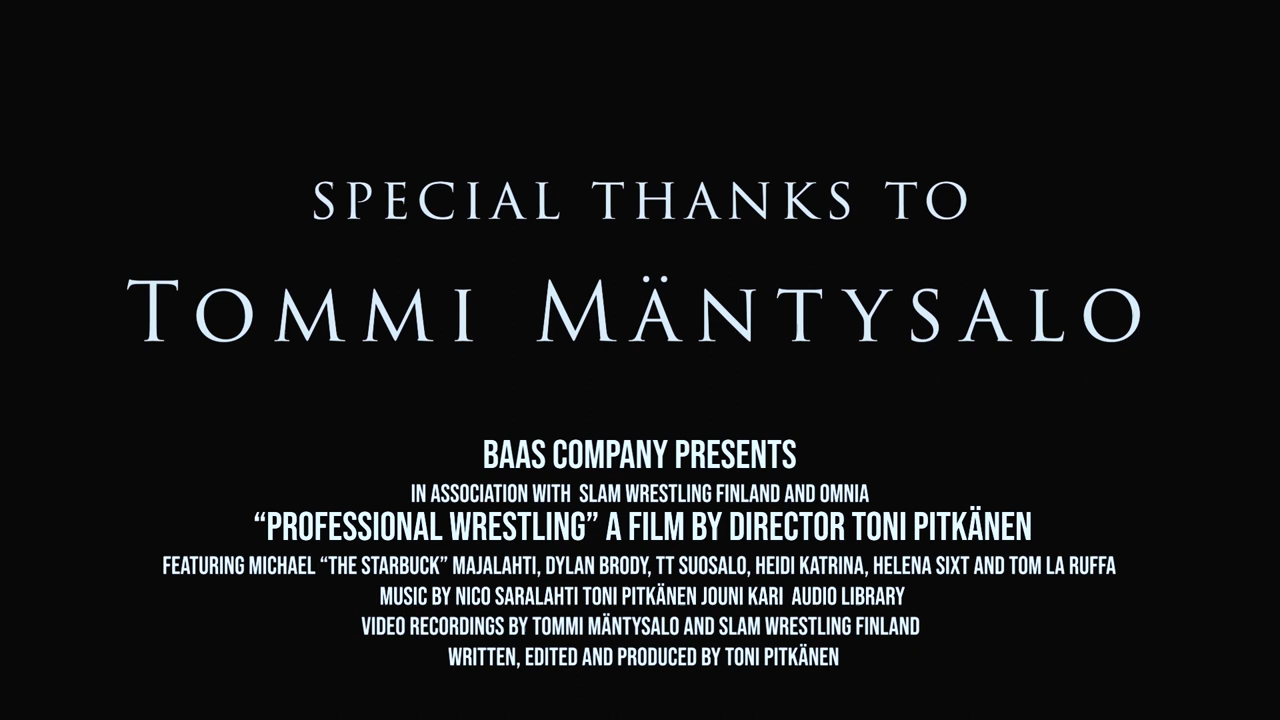 SPECIAL THANKS TO
TOMMI MÄNTYSALO
BAAS COMPANY PRESENTS
IN ASSOCIATION WITH SLAM WRESTLING FINLAND AND OMNIA
“PROFESSIONAL WRESTLING” A FILM BY DIRECTOR TONI PITKÄNEN
FEATURING MICHAEL “THE STARBUCK” MAJALAHTI, DYLAN BRODY, TT SUOSALO, HEIDI KATRINA, HELENA SIXT AND TOM LA RUFFA
MUSIC BY NICO SARALAHTI TONI PITKÄNEN JOUNI KARI AUDIO LIBRARY
VIDEO RECORDINGS BY TOMMI MÄNTYSALO AND SLAM WRESTLING FINLAND
WRITTEN, EDITED AND PRODUCED BY TONI PITKÄNEN